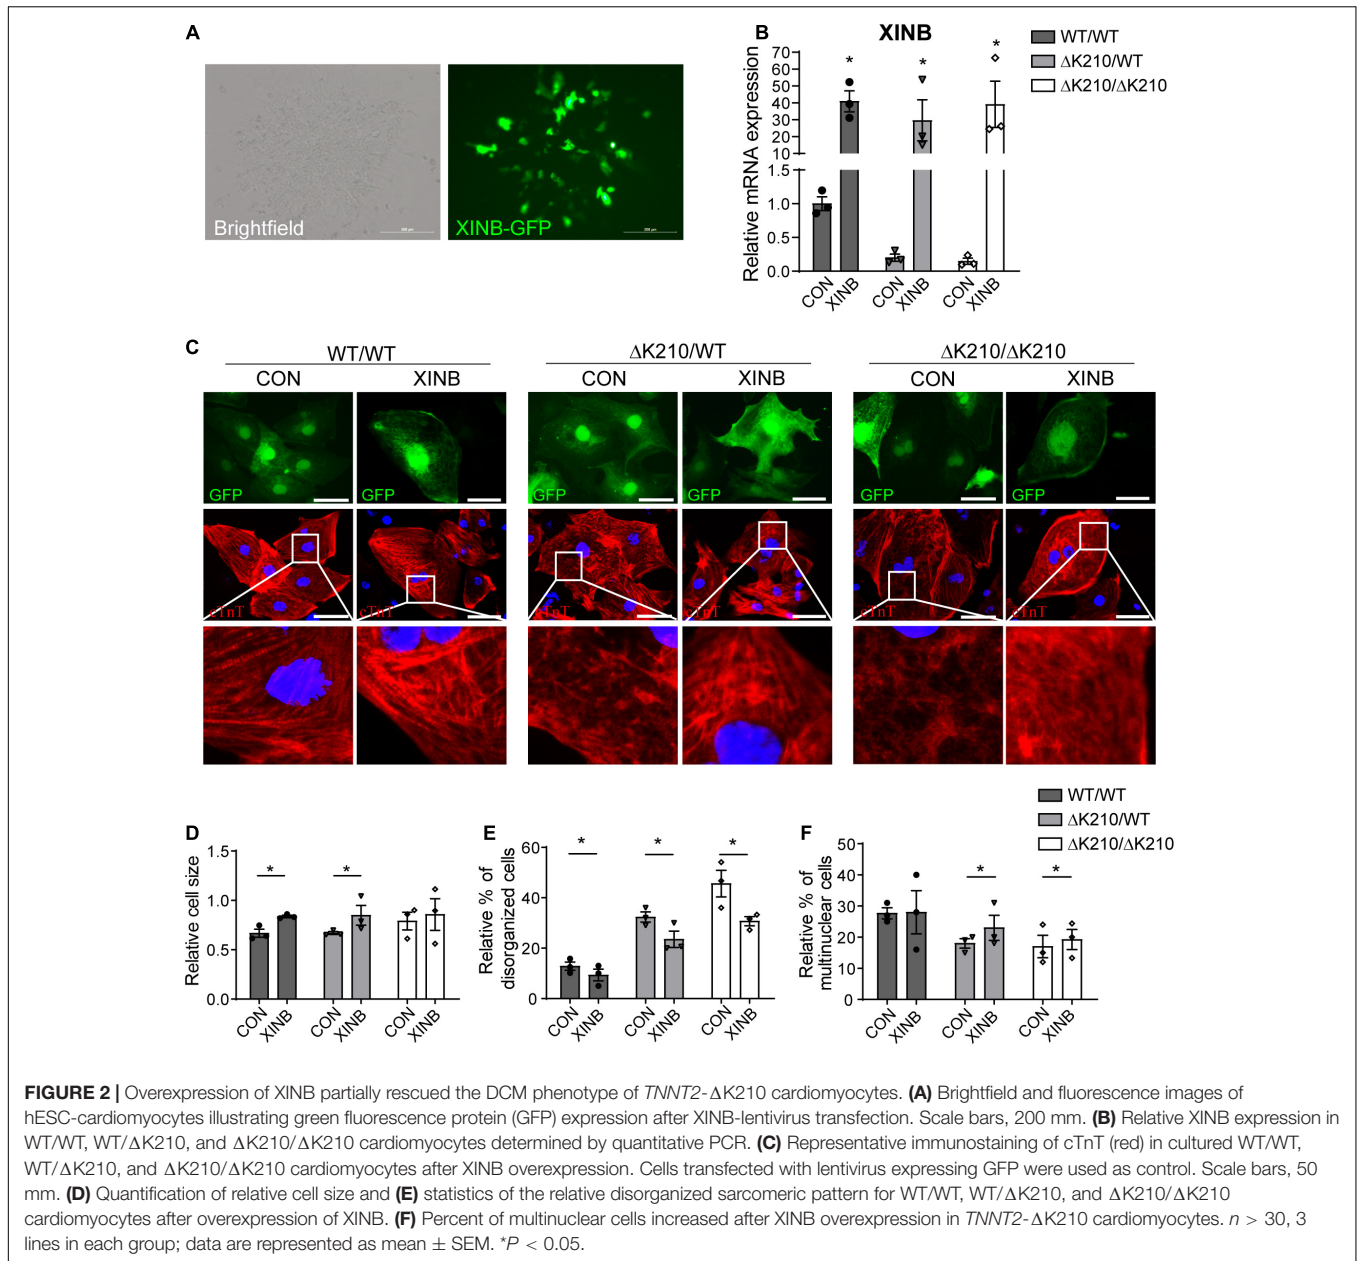 A
Brightfield
XINB-GFP
B
XINB
Relative mRNA expression
70
60
50
40
30
20
10
1.5
1.0
0.5
0.0
* * *
CON XINB CON XINB CON XINB
WT/WT
ΔK210/WT
ΔK210/ΔK210
C
WT/WT ΔK210/WT ΔK210/ΔK210
CON XINB CON XINB CON XINB
GFP GFP GFP GFP GFP GFP
cTnT cTnT cTnT cTnT cTnT cTnT
WT/WT
ΔK210/WT
ΔK210/ΔK210
D
Relative cell size
1.5
1.0
0.5
0.0
* *
CON XINB CON XINB CON XINB
E
Relative % of
disorganized cells
60
40
20
0
* * *
CON XINB CON XINB CON XINB
F
Relative % of
multinuclear cells
50
40
30
20
10
0
* *
CON XINB CON XINB CON XINB
FIGURE 2 | Overexpression of XINB partially rescued the DCM phenotype of TNNT2-ΔK210 cardiomyocytes. (A) Brightfield and fluorescence images of
hESC-cardiomyocytes illustrating green fluorescence protein (GFP) expression after XINB-lentivirus transfection. Scale bars, 200 mm. (B) Relative XINB expression in
WT/WT, WT/ΔK210, and ΔK210/ΔK210 cardiomyocytes determined by quantitative PCR. (C) Representative immunostaining of cTnT (red) in cultured WT/WT,
WT/ΔK210, and ΔK210/ΔK210 cardiomyocytes after XINB overexpression. Cells transfected with lentivirus expressing GFP were used as control. Scale bars, 50
mm. (D) Quantification of relative cell size and (E) statistics of the relative disorganized sarcomeric pattern for WT/WT, WT/ΔK210, and ΔK210/ΔK210
cardiomyocytes after overexpression of XINB. (F) Percent of multinuclear cells increased after XINB overexpression in TNNT2-ΔK210 cardiomyocytes. n > 30, 3
lines in each group; data are represented as mean ± SEM. *P < 0.05.